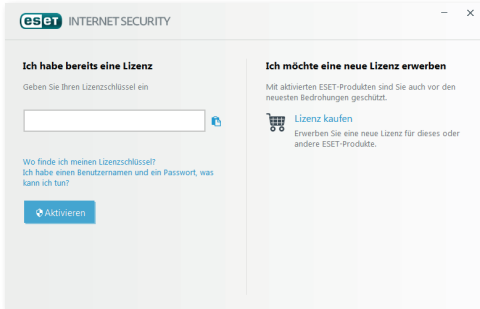 eset INTERNET SECURITY
Ich habe bereits eine Lizenz
Geben Sie Ihren Lizenzschlüssel ein
Wo finde ich meinen Lizenzschlüssel?
Ich habe einen Benutzernamen und ein Passwort, was
kann ich tun?
Aktivieren
Ich möchte eine neue Lizenz erwerben
Mit aktivierten ESET-Produkten sind Sie auch vor den
neuesten Bedrohungen geschützt.
Lizenz kaufen
Erwerben Sie eine neue Lizenz für dieses oder
andere ESET-Produkte.